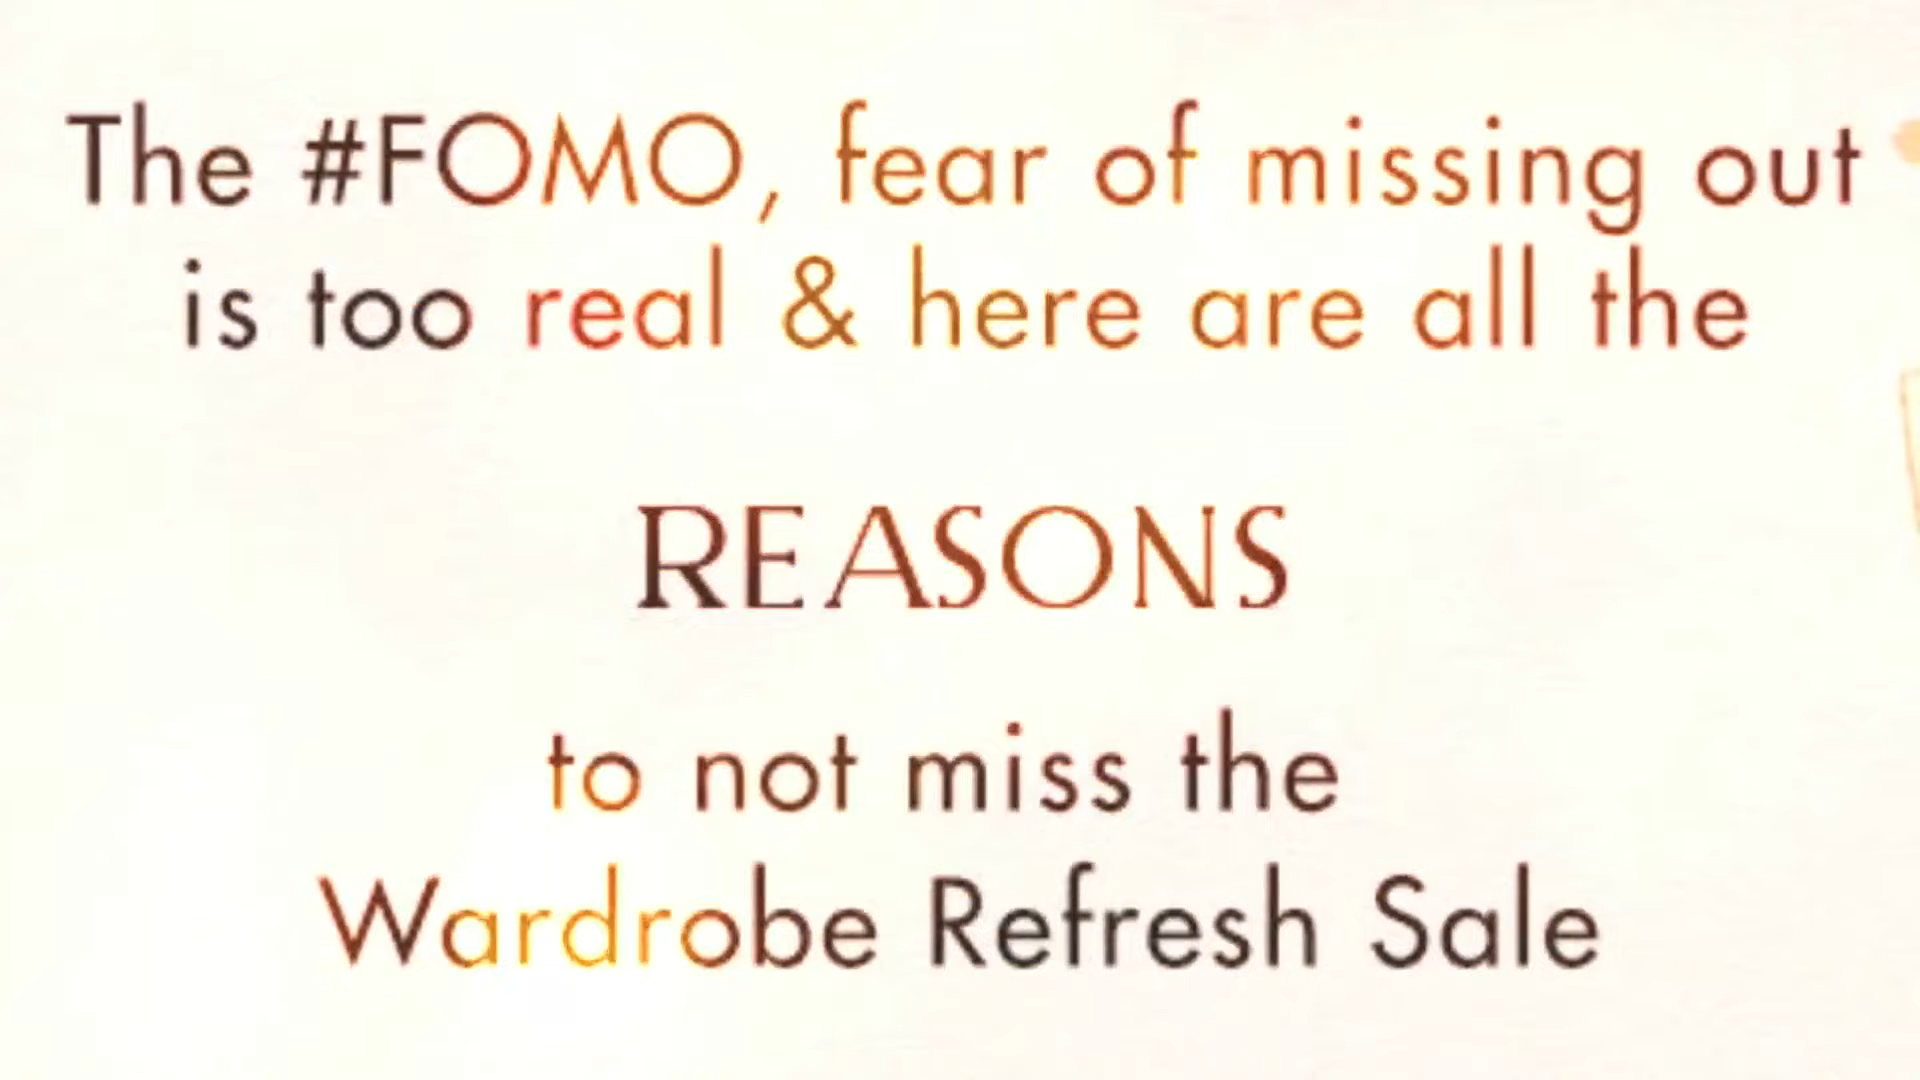 The #FOMO, fear of missing out
is too real & here are all the
REASONS
to not miss the
Wardrobe Refresh Sale